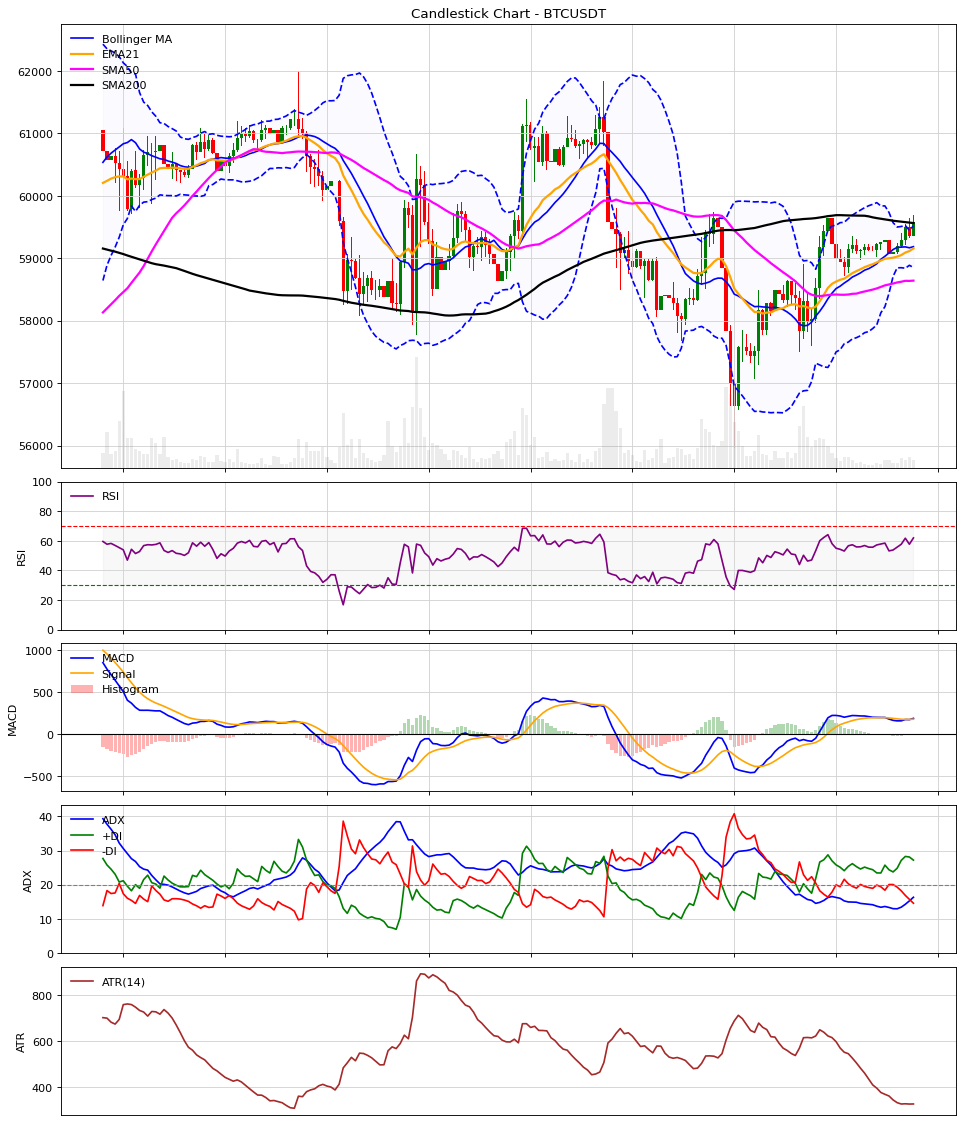 Candlestick Chart - BTCUSDT
Bollinger MA
EMA21
SMA50
SMA200
62000
61000
60000
59000
58000
57000
56000
RSI
100
80
60
40
20
0
RSI
MACD
Signal
Histogram
1000
500
0
−500
MACD
ADX
+DI
-DI
40
30
20
10
0
ADX
ATR(14)
800
600
400
ATR